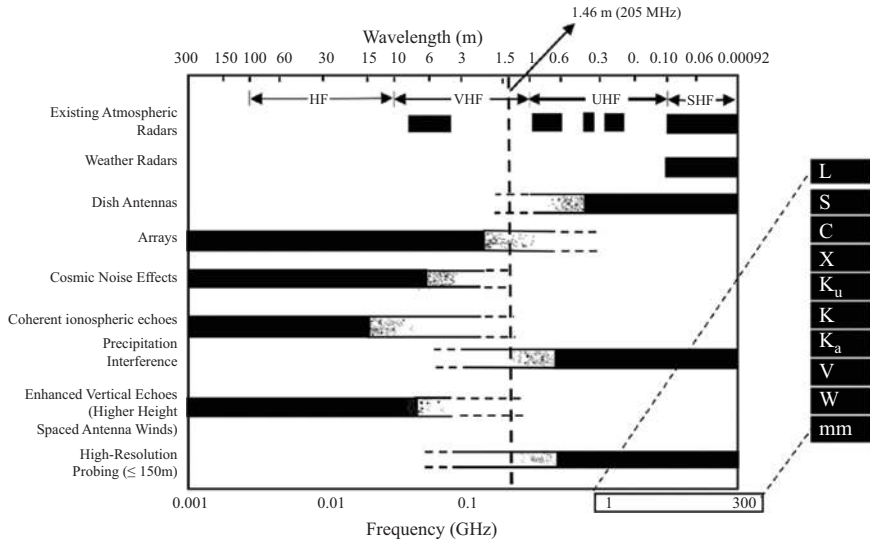 1.46 m (205 MHz)
Wavelength (m)
300 150 100 60 30 15 10 6 3 1.5 1 0.6 0.3 0. 0.10 0.06 0.00092
HF VHF UHF SHF
Existing Atmospheric
Radars
Weather Radars
Dish Antennas
Arrays
Cosmic Noise Effects
Coherent ionospheric echoes
Precipitation
Interference
Enhanced Vertical Echoes
(Higher Height
Spaced Antenna Winds)
High-Resolution
Probing (≤ 150m)
0.001 0.01 0.1 1 300
Frequency (GHz)
L
S
C
X
Kᵤ
K
Kₐ
V
W
mm